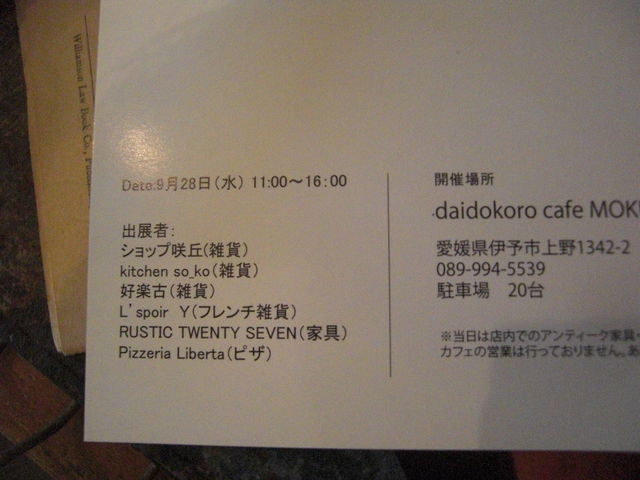 Williamson Law Book Co.,
Date:9月28日(水) 11:00～16:00
出展者:
ショップ咲丘(雑貨)
kitchen so_ko(雑貨)
好楽古(雑貨)
L'spoir Y(フレンチ雑貨)
RUSTIC TWENTY SEVEN(家具)
Pizzeria Liberta(ピザ)
開催場所
daidokoro cafe MOK
愛媛県伊予市上野1342-2
089-994-5539
駐車場 20台
※当日は店内でのアンティーク家具・
カフェの営業は行っておりません。あ